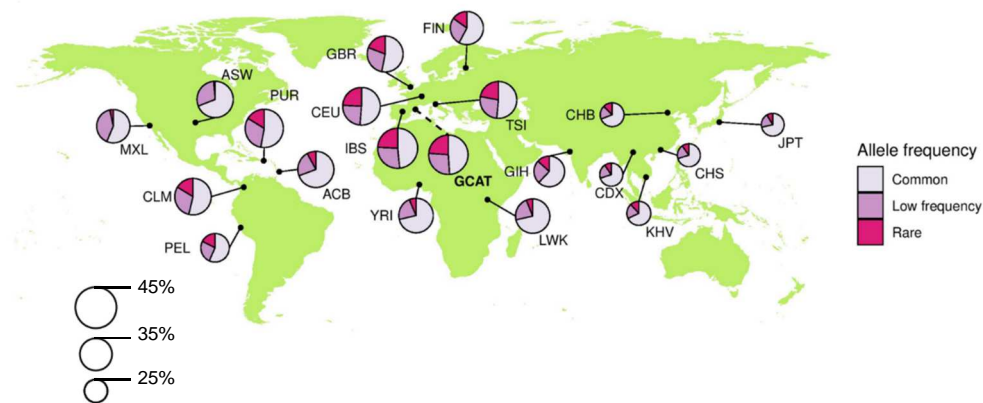 FIN
GBR
ASW
PUR
CEU
TSI
CHB
JPT
MXL
IBS
GCAT
GIH
CDX
CHS
CLM
ACB
YRI
LWK
KHV
PEL
Allele frequency
Common
Low frequency
Rare
45%
35%
25%